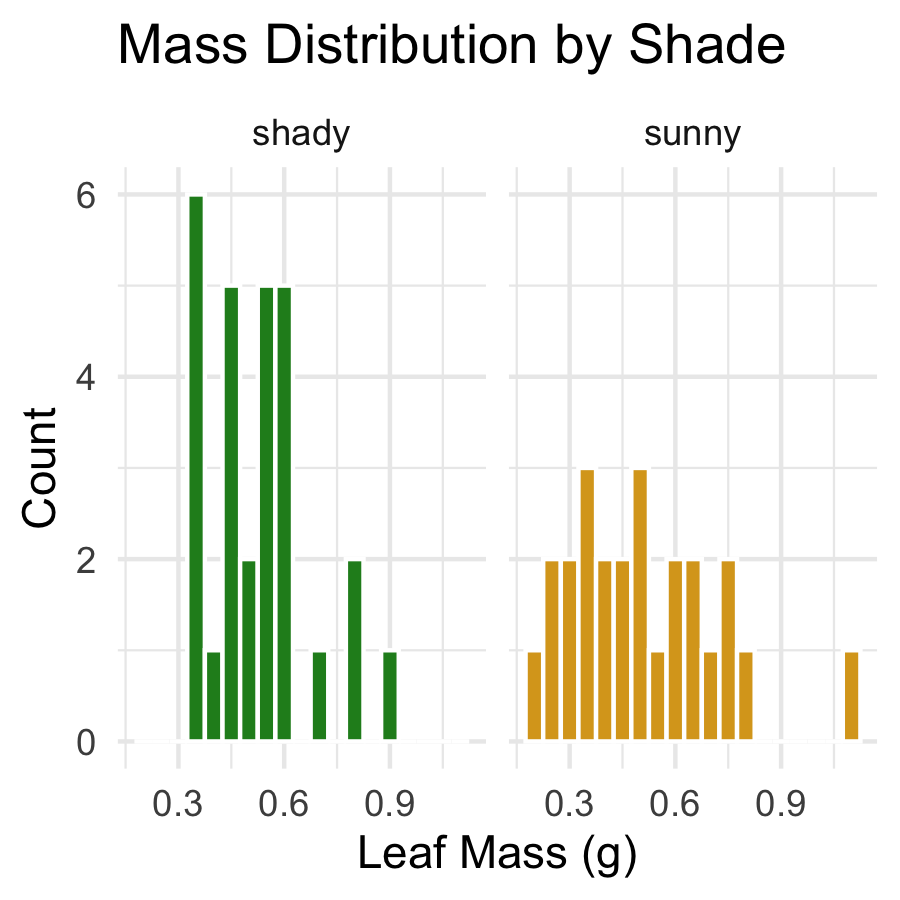 Mass Distribution by Shade
shady sunny
6
4
2
0
Count
0.3 0.6 0.9 0.3 0.6 0.9
Leaf Mass (g)